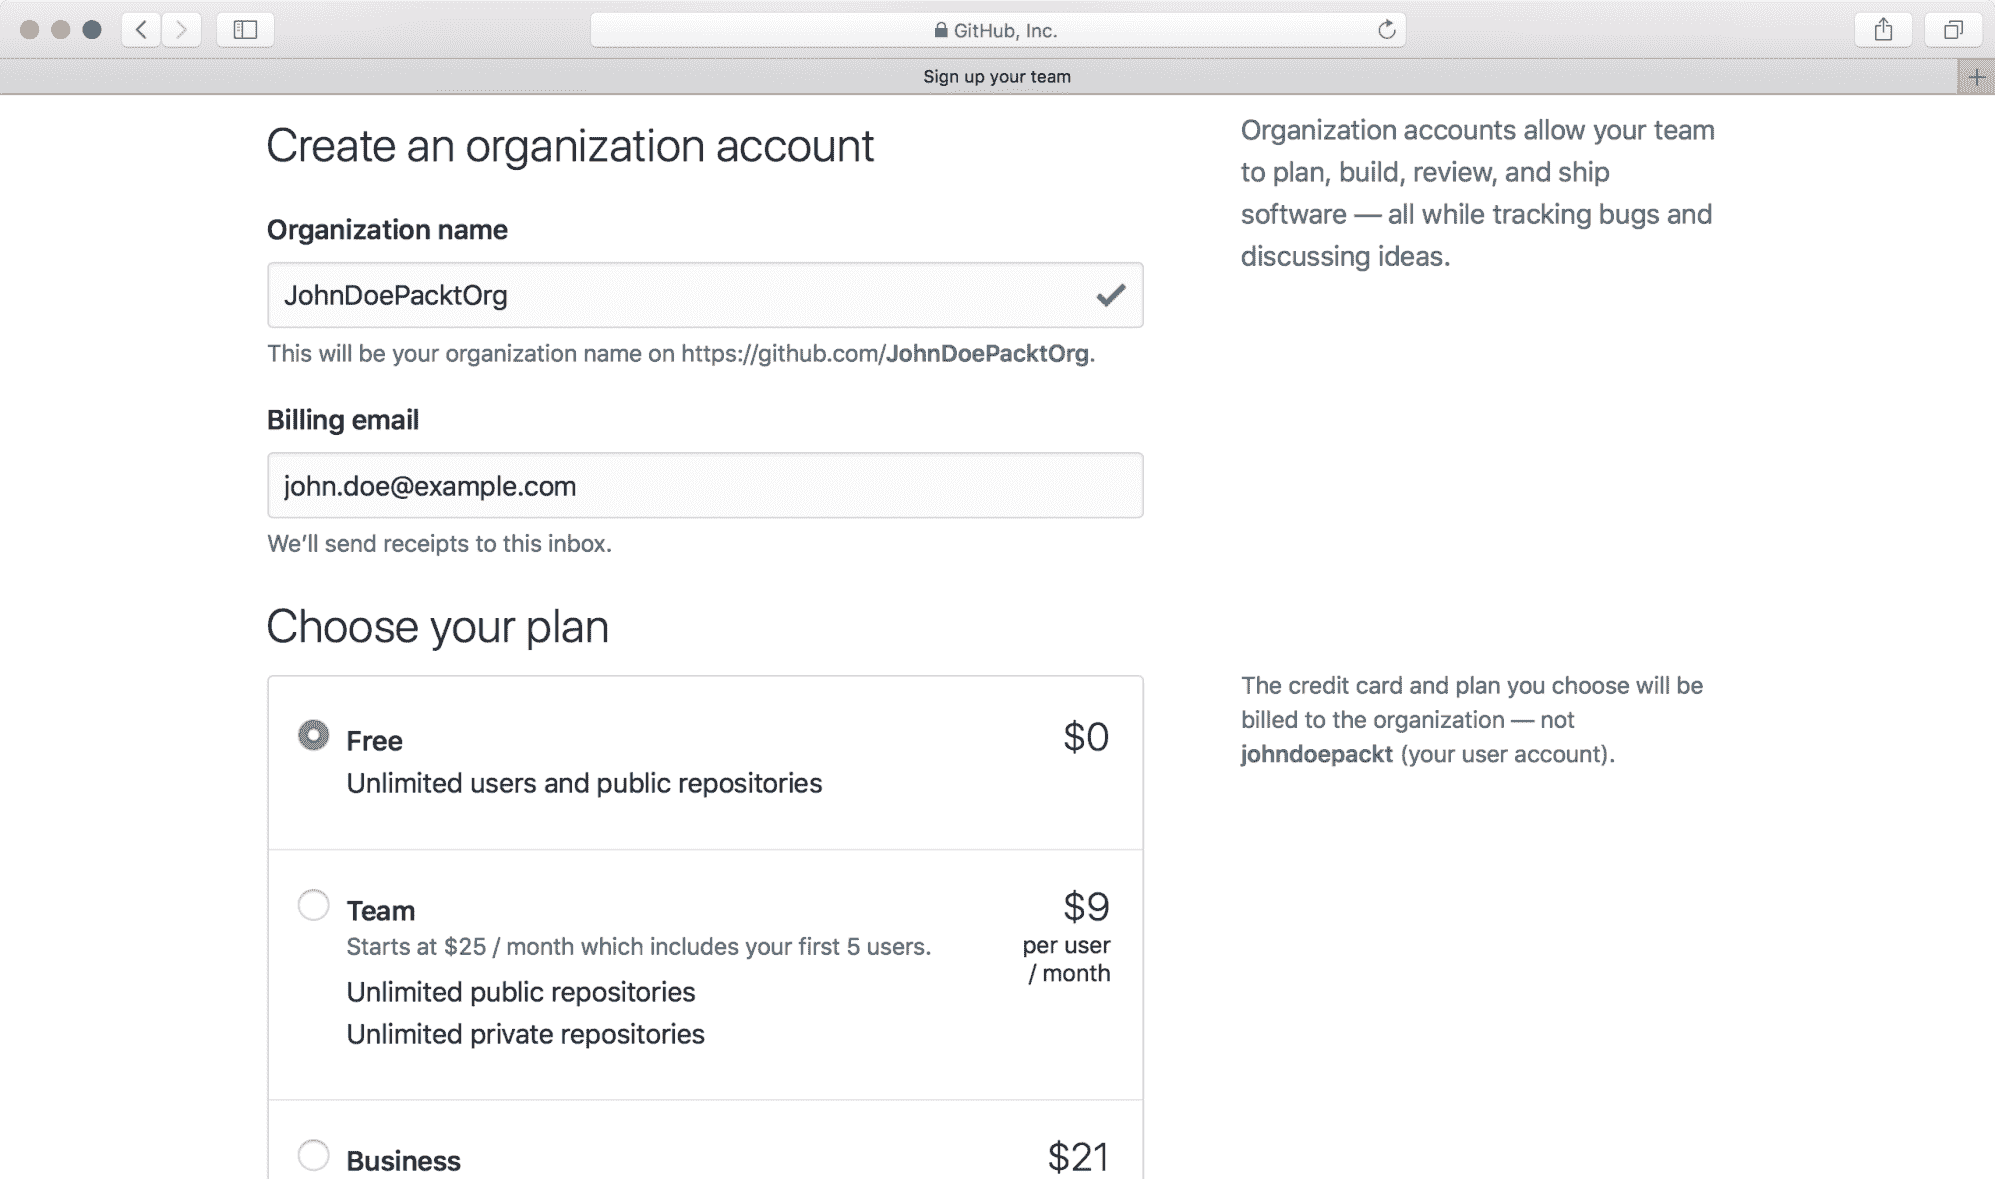 GitHub, Inc.
Sign up your team
Create an organization account
Organization name
JohnDoePacktOrg
This will be your organization name on https://github.com/JohnDoePacktOrg.
Billing email
john.doe@example.com
We’ll send receipts to this inbox.
Organization accounts allow your team
to plan, build, review, and ship
software — all while tracking bugs and
discussing ideas.
Choose your plan
Free
$0
Unlimited users and public repositories
Team
$9
Starts at $25 / month which includes your first 5 users.
per user
/ month
Unlimited public repositories
Unlimited private repositories
Business
$21
The credit card and plan you choose will be
billed to the organization — not
johndoepackt (your user account).